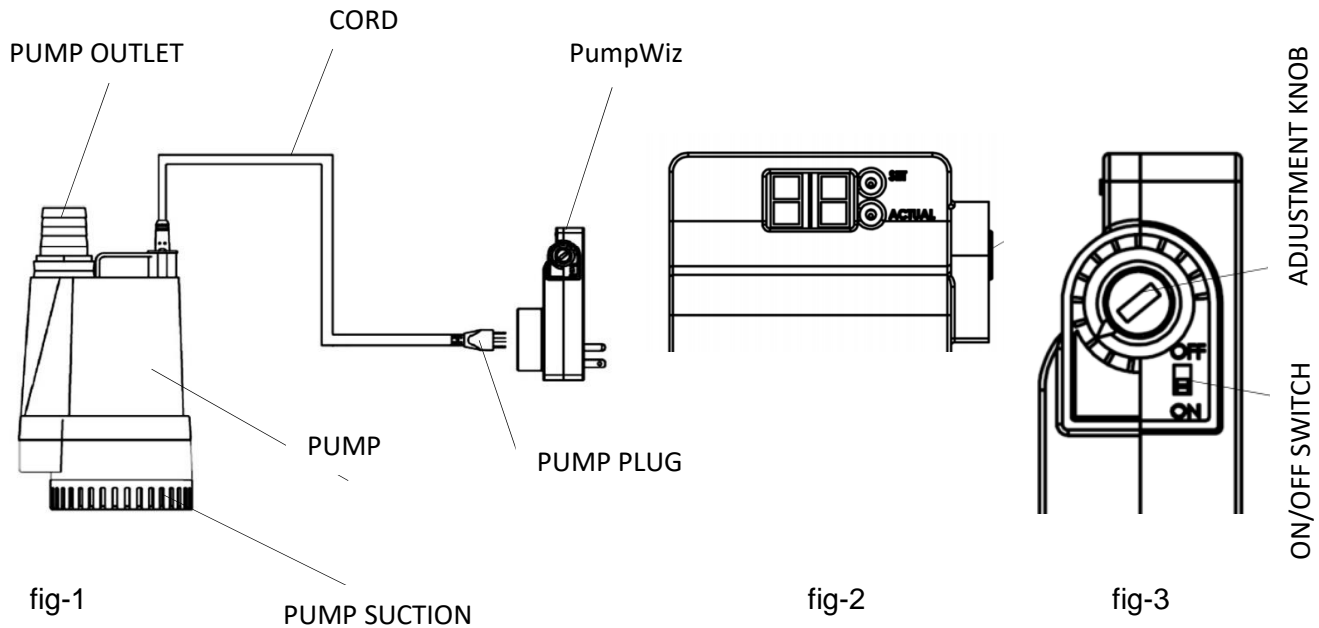 CORD
PUMP OUTLET
PumpWiz
PUMP
PUMP PLUG
PUMP SUCTION
fig-1
SET
ACTUAL
fig-2
ADJUSTMENT KNOB
OFF
ON
ON/OFF SWITCH
fig-3